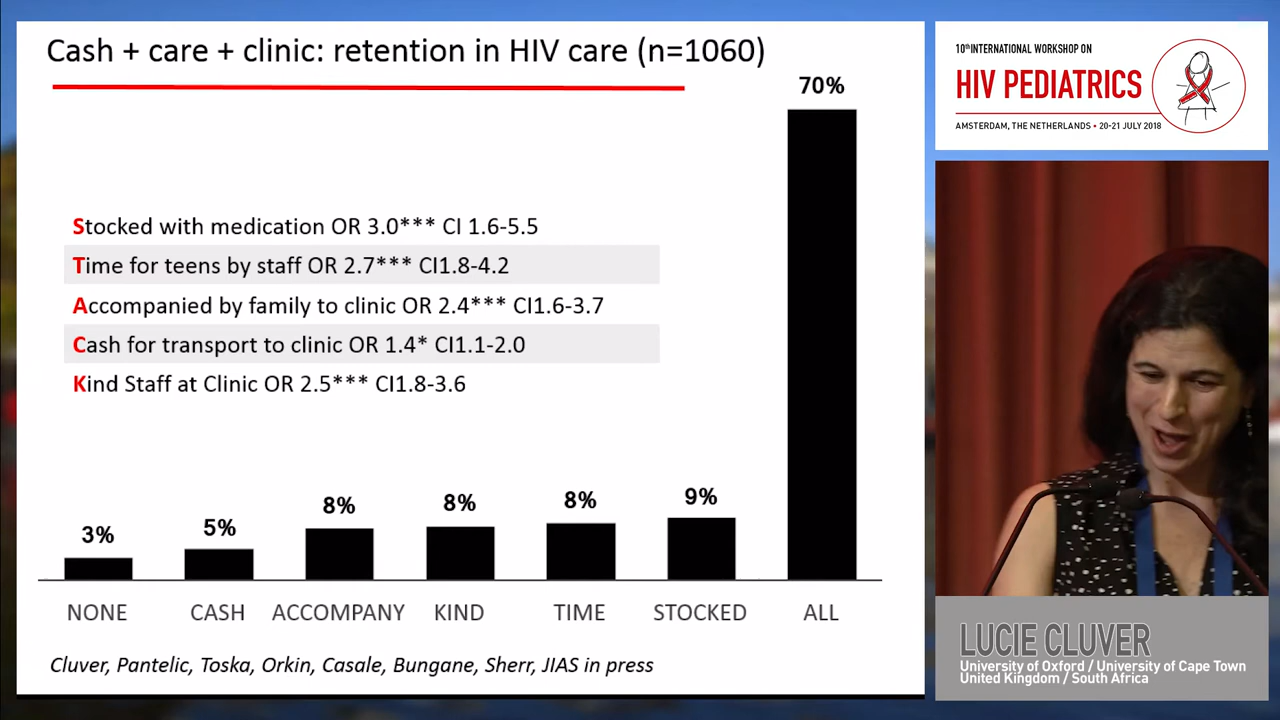 Cash + care + clinic: retention in HIV care (n=1060)
70%
Stocked with medication OR 3.0*** CI 1.6-5.5
Time for teens by staff OR 2.7*** CI1.8-4.2
Accompanied by family to clinic OR 2.4*** CI1.6-3.7
Cash for transport to clinic OR 1.4* CI1.1-2.0
Kind Staff at Clinic OR 2.5*** CI1.8-3.6
3%
5%
8%
8%
8%
9%
NONE
CASH
ACCOMPANY
KIND
TIME
STOCKED
ALL
Cluver, Pantelic, Toska, Orkin, Casale, Bungane, Sherr, JIAS in press
10th INTERNATIONAL WORKSHOP ON
HIV PEDIATRICS
AMSTERDAM, THE NETHERLANDS • 20-21 JULY 2018
LUCIE CLUVER
University of Oxford / University of Cape Town
United Kingdom / South Africa